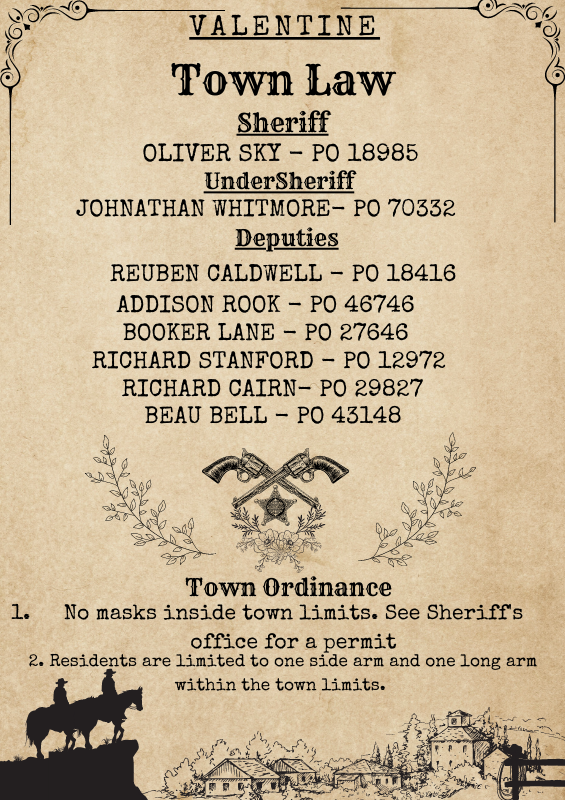 VALENTINE
Town Law
Sheriff
OLIVER SKY - PO 18985
UnderSheriff
JOHNATHAN WHITMORE- PO 70332
Deputies
REUBEN CALDWELL - PO 18416
ADDISON ROOK - PO 46746
BOOKER LANE - PO 27646
RICHARD STANFORD - PO 12972
RICHARD CAIRN- PO 29827
BEAU BELL - PO 43148
Town Ordinance
1. No masks inside town limits. See Sheriff's
office for a permit
2. Residents are limited to one side arm and one long arm
within the town limits.